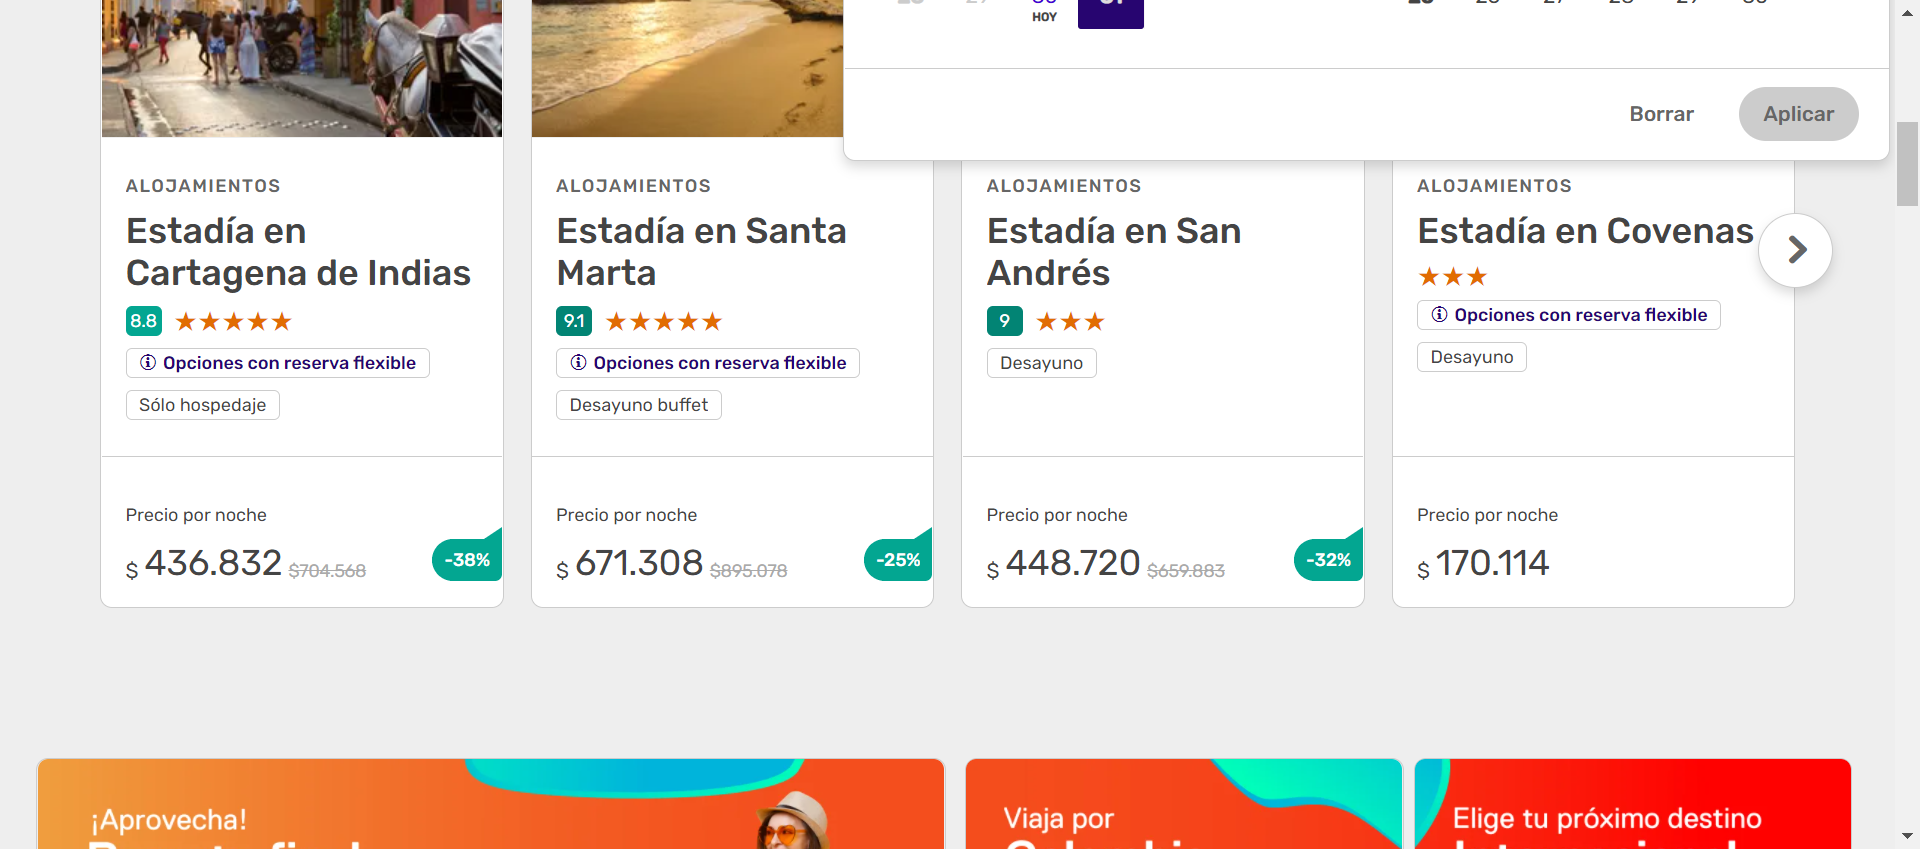 HOY
Borrar
Aplicar
ALOJAMIENTOS
Estadía en
Cartagena de Indias
8.8
Opciones con reserva flexible
Sólo hospedaje
Precio por noche
$ 436.832 $704.568
-38%
ALOJAMIENTOS
Estadía en Santa
Marta
9.1
Opciones con reserva flexible
Desayuno buffet
Precio por noche
$ 671.308 $895.078
-25%
ALOJAMIENTOS
Estadía en San
Andrés
9
Desayuno
Precio por noche
$ 448.720 $659.883
-32%
ALOJAMIENTOS
Estadía en Covenas
Opciones con reserva flexible
Desayuno
Precio por noche
$ 170.114
¡Aprovecha!
Viaja por
Elige tu próximo destino